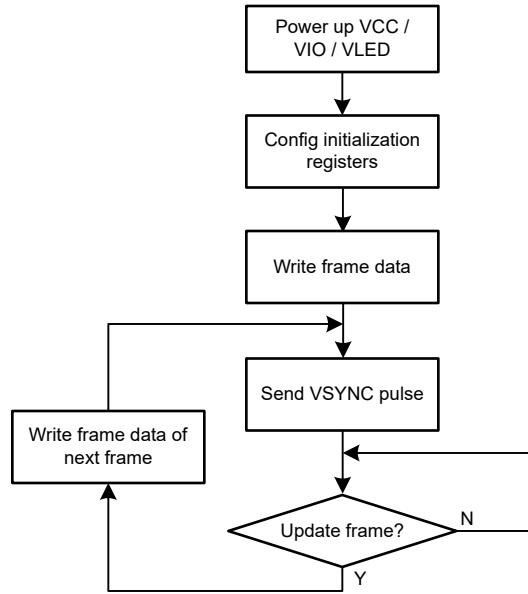 Power up VCC /
VIO / VLED
Config initialization
registers
Write frame data
Send VSYNC pulse
Write frame data of
next frame
Update frame?
N
Y